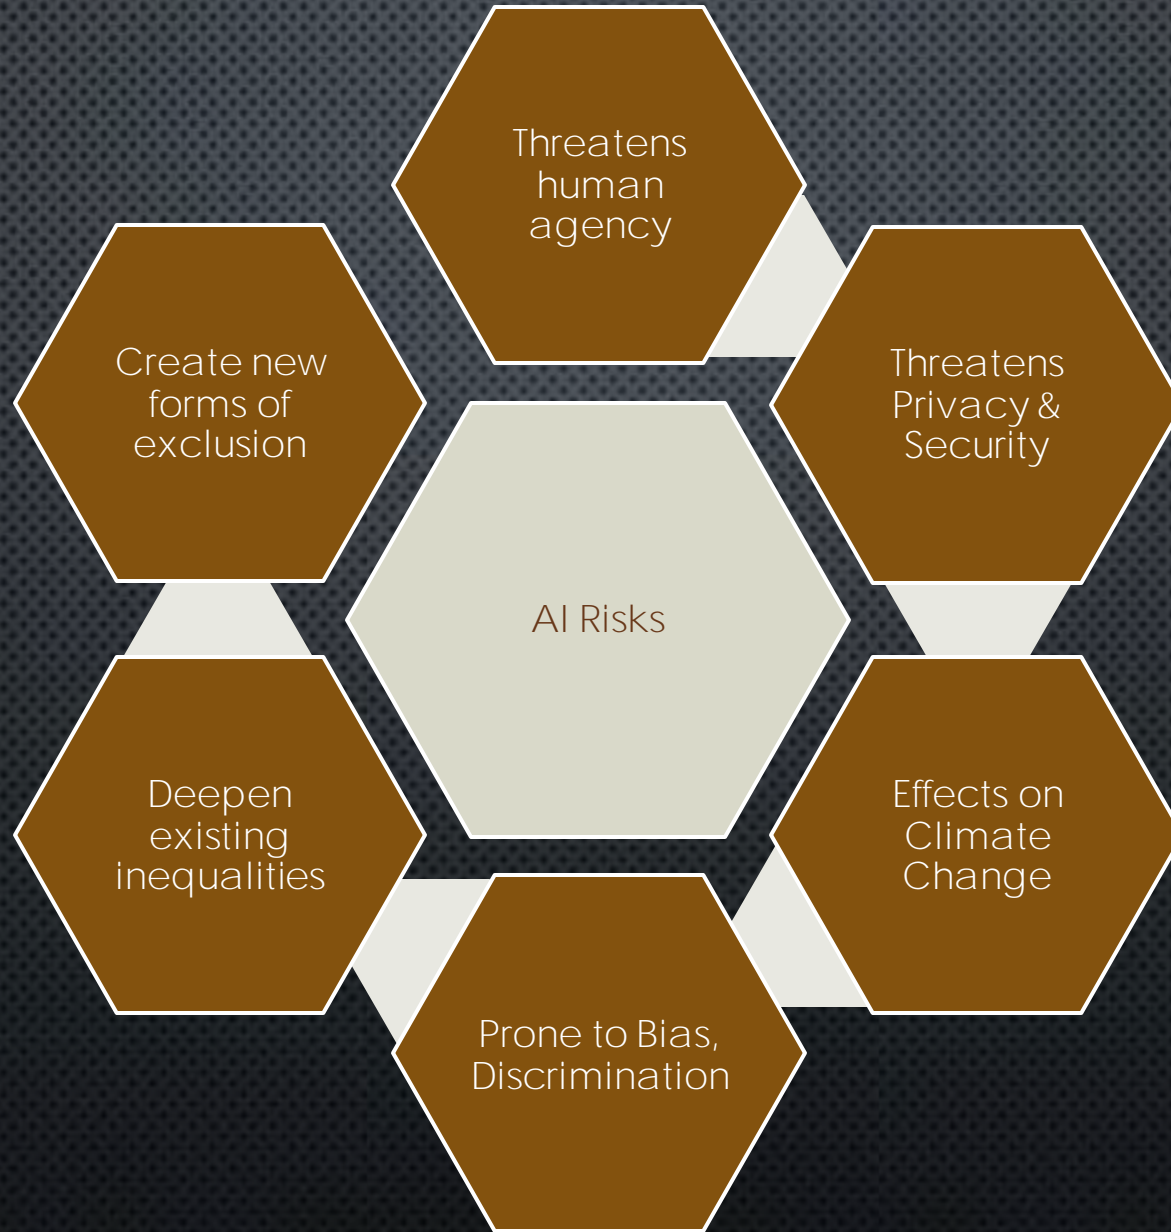 Threatens
human
agency
Threatens
Privacy &
Security
Effects on
Climate
Change
Prone to Bias,
Discrimination
Deepen
existing
inequalities
Create new
forms of
exclusion
AI Risks